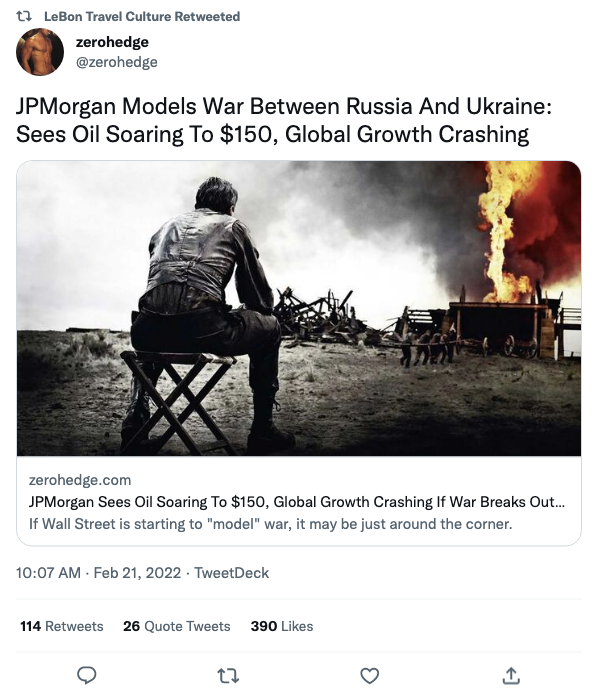 LeBon Travel Culture Retweeted
zerohedge
@zerohedge
JPMorgan Models War Between Russia And Ukraine:
Sees Oil Soaring To $150, Global Growth Crashing
zerohedge.com
JPMorgan Sees Oil Soaring To $150, Global Growth Crashing If War Breaks Out...
If Wall Street is starting to "model" war, it may be just around the corner.
10:07 AM · Feb 21, 2022 · TweetDeck
114 Retweets 26 Quote Tweets 390 Likes